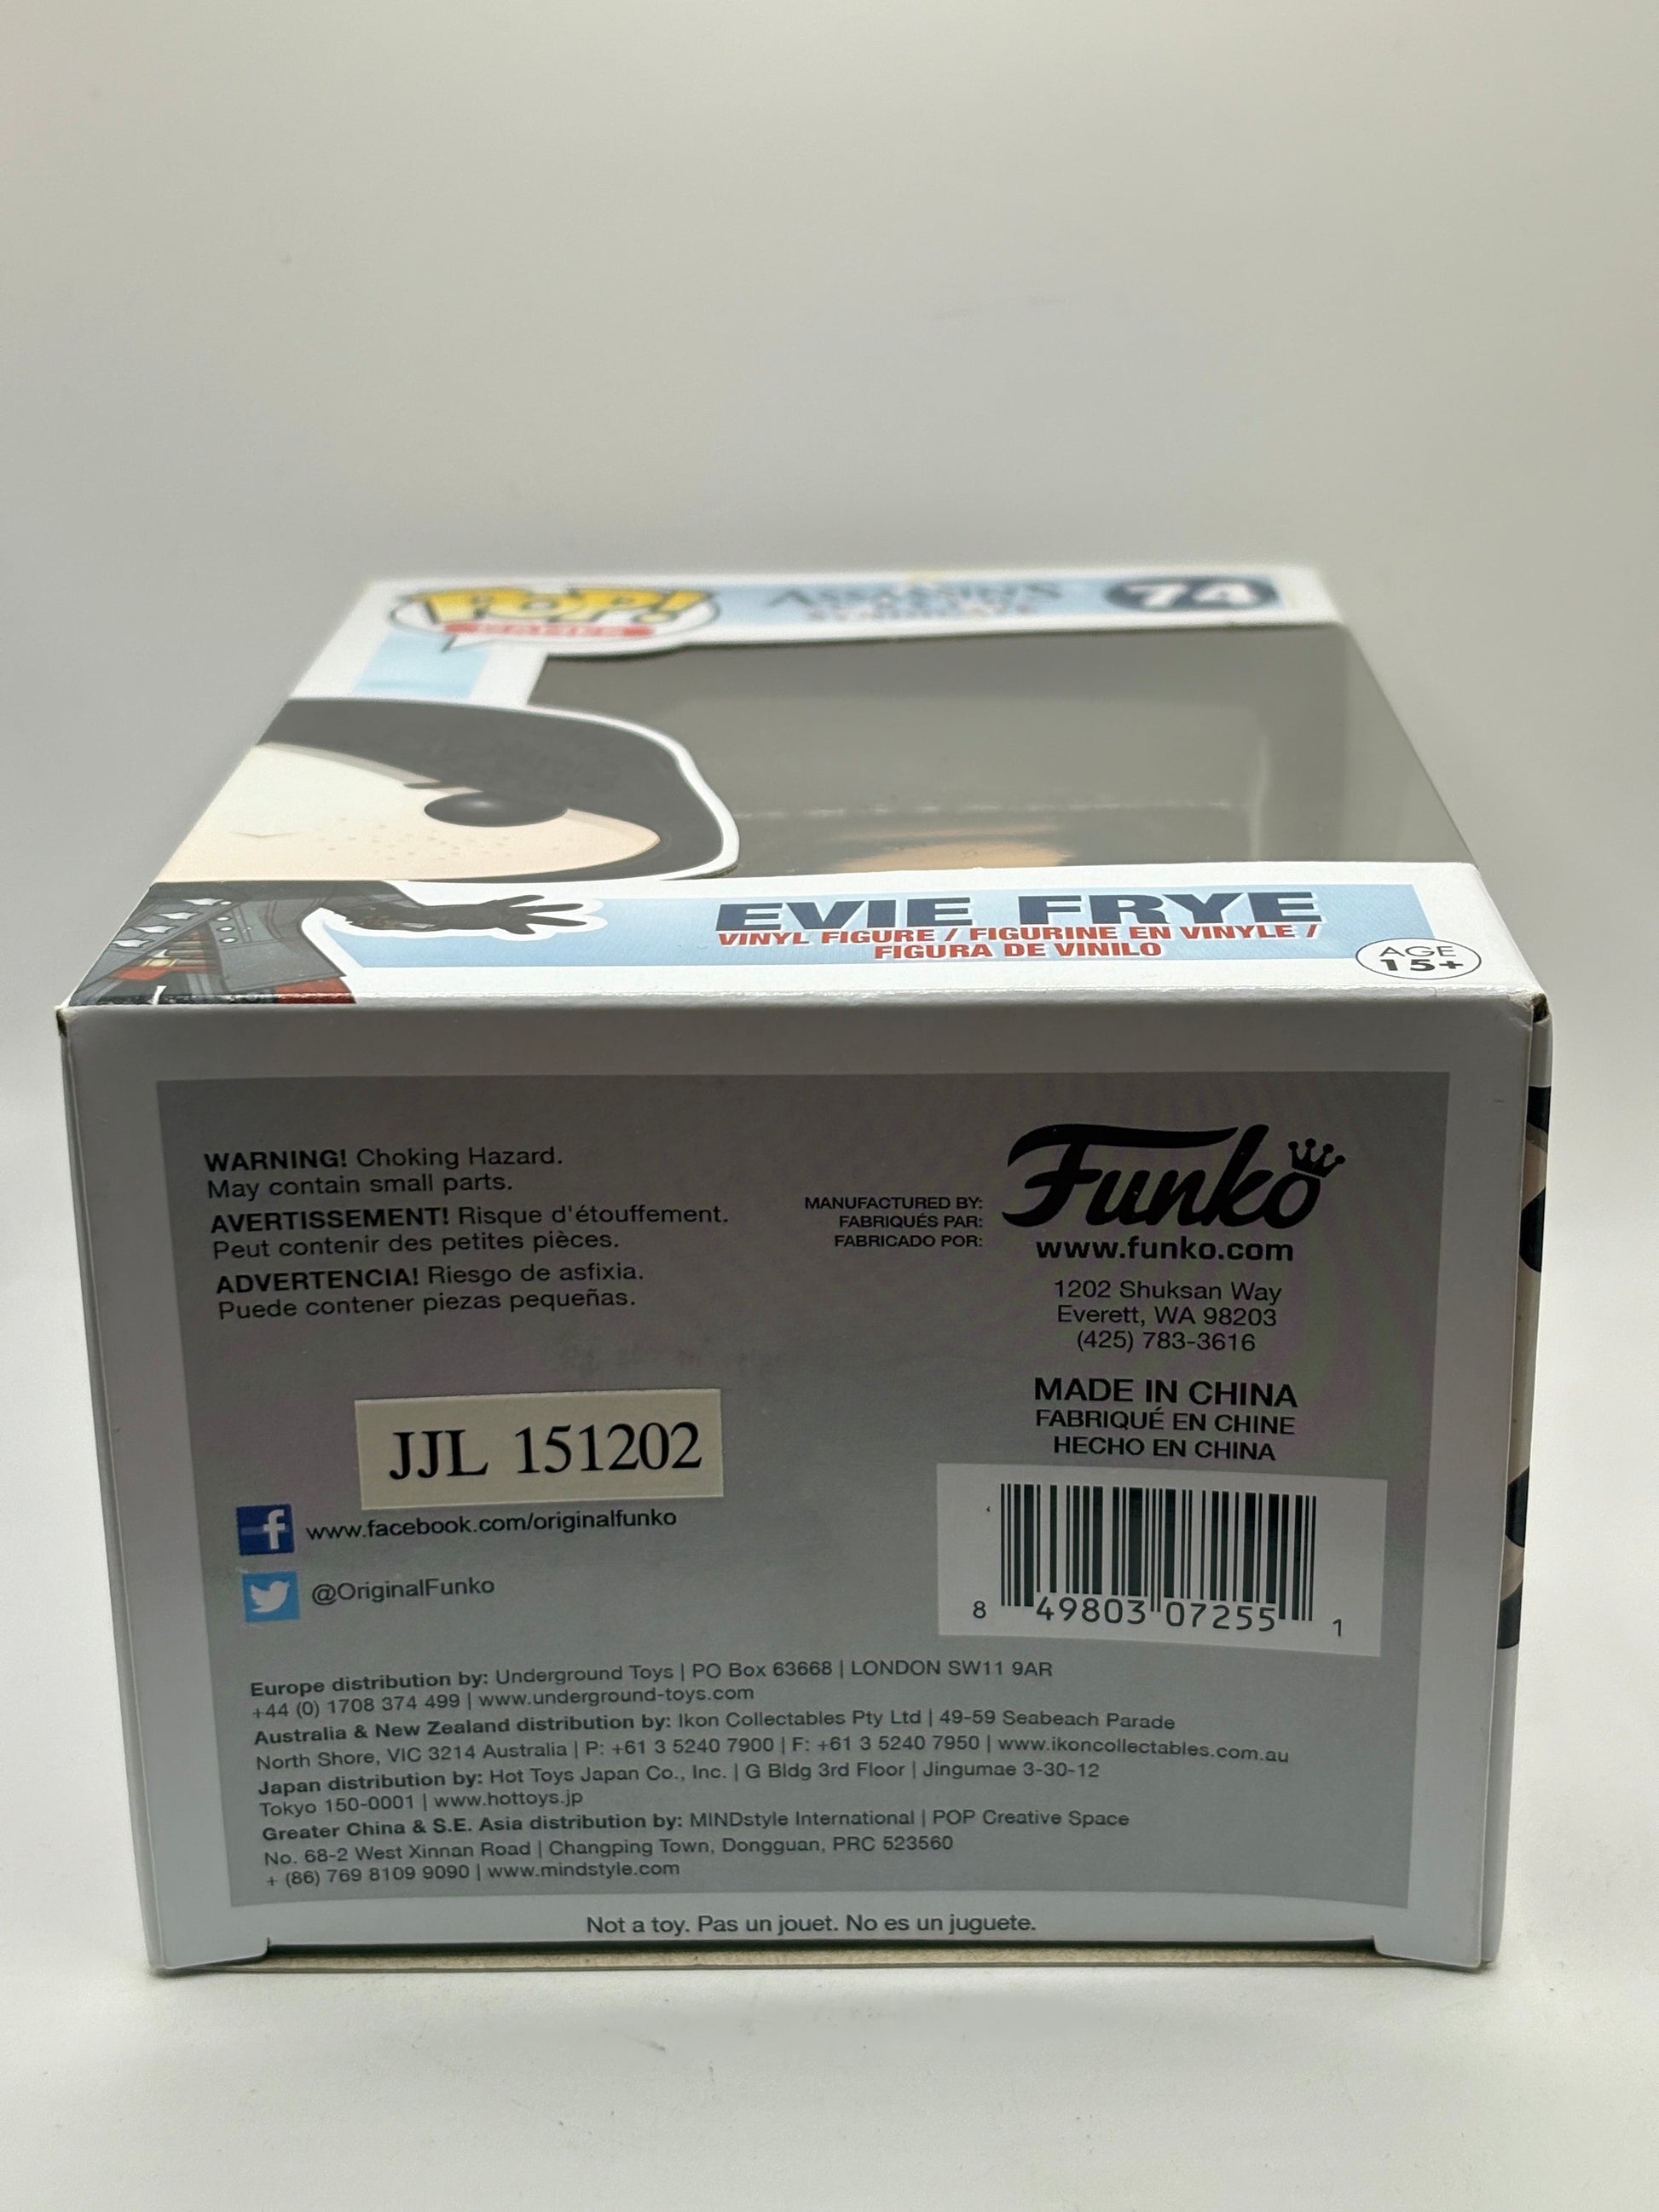 POP!
GAMES
ASSASSIN'S
74
EVIE FRYE
VINYL FIGURE / FIGURINE EN VINYLE /
FIGURA DE VINILO
AGE
15+
WARNING! Choking Hazard.
May contain small parts.
AVERTISSEMENT! Risque d'étouffement.
Peut contenir des petites pièces.
ADVERTENCIA! Riesgo de asfixia.
Puede contener piezas pequeñas.
MANUFACTURED BY:
FABRIQUÉS PAR:
FABRICADO POR:
Funko
www.funko.com
1202 Shuksan Way
Everett, WA 98203
(425) 783-3616
MADE IN CHINA
FABRIQUÉ EN CHINE
HECHO EN CHINA
JJL 151202
f www.facebook.com/originalfunko
@OriginalFunko
8 49803 07255 1
Europe distribution by: Underground Toys | PO Box 63668 | LONDON SW11 9AR
+44 (0) 1708 374 499 | www.underground-toys.com
Australia & New Zealand distribution by: Ikon Collectables Pty Ltd | 49-59 Seabeach Parade
North Shore, VIC 3214 Australia | P: +61 3 5240 7900 | F: +61 3 5240 7950 | www.ikoncollectables.com.au
Japan distribution by: Hot Toys Japan Co., Inc. | G Bldg 3rd Floor | Jingumae 3-30-12
Tokyo 150-0001 | www.hottoys.jp
Greater China & S.E. Asia distribution by: MINDstyle International | POP Creative Space
No. 68-2 West Xinnan Road | Changping Town, Dongguan, PRC 523560
+ (86) 769 8109 9090 | www.mindstyle.com
Not a toy. Pas un jouet. No es un juguete.